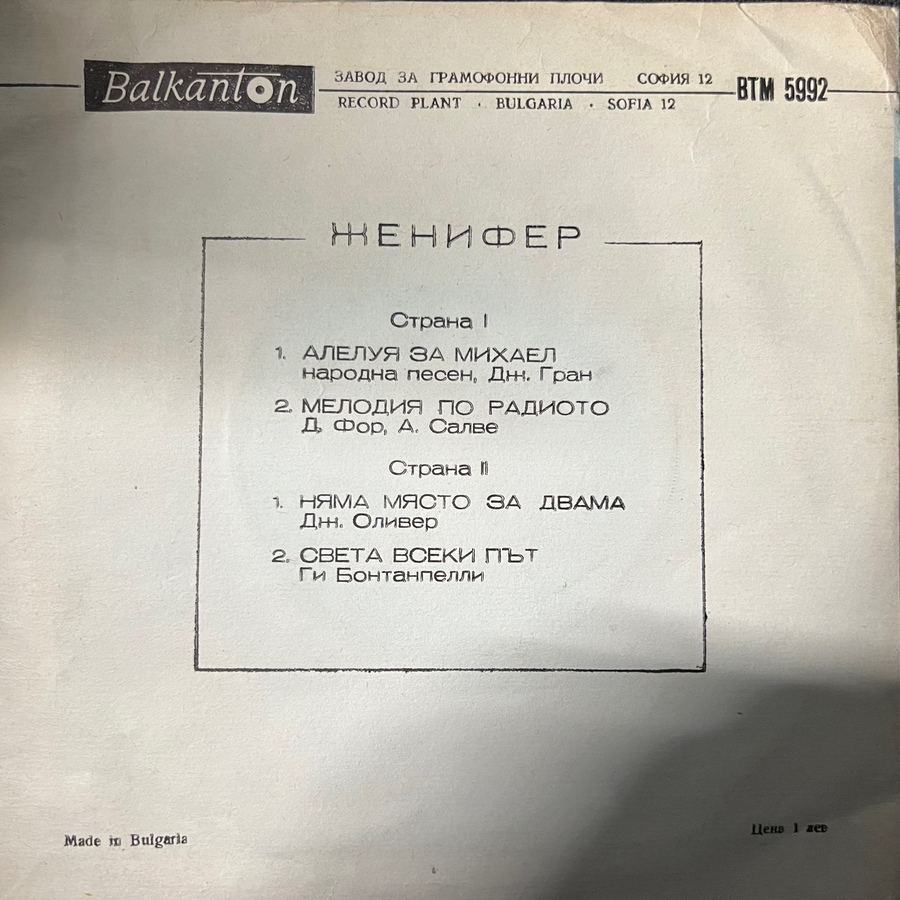 Balkanton
ЗАВОД ЗА ГРАМОФОННИ ПЛОЧИ СОФИЯ 12
RECORD PLANT · BULGARIA · SOFIA 12
ВТМ 5992
ЖЕНИФЕР
Страна I
1. АЛЕЛУЯ ЗА МИХАЕЛ
народна песен, Дж. Гран
2. МЕЛОДИЯ ПО РАДИОТО
Д. Фор, А. Салве
Страна II
1. НЯМА МЯСТО ЗА ДВАМА
Дж. Оливер
2. СВЕТА ВСЕКИ ПЪТ
Ги Бонтанпелли
Made in Bulgaria
Цена 1 лев